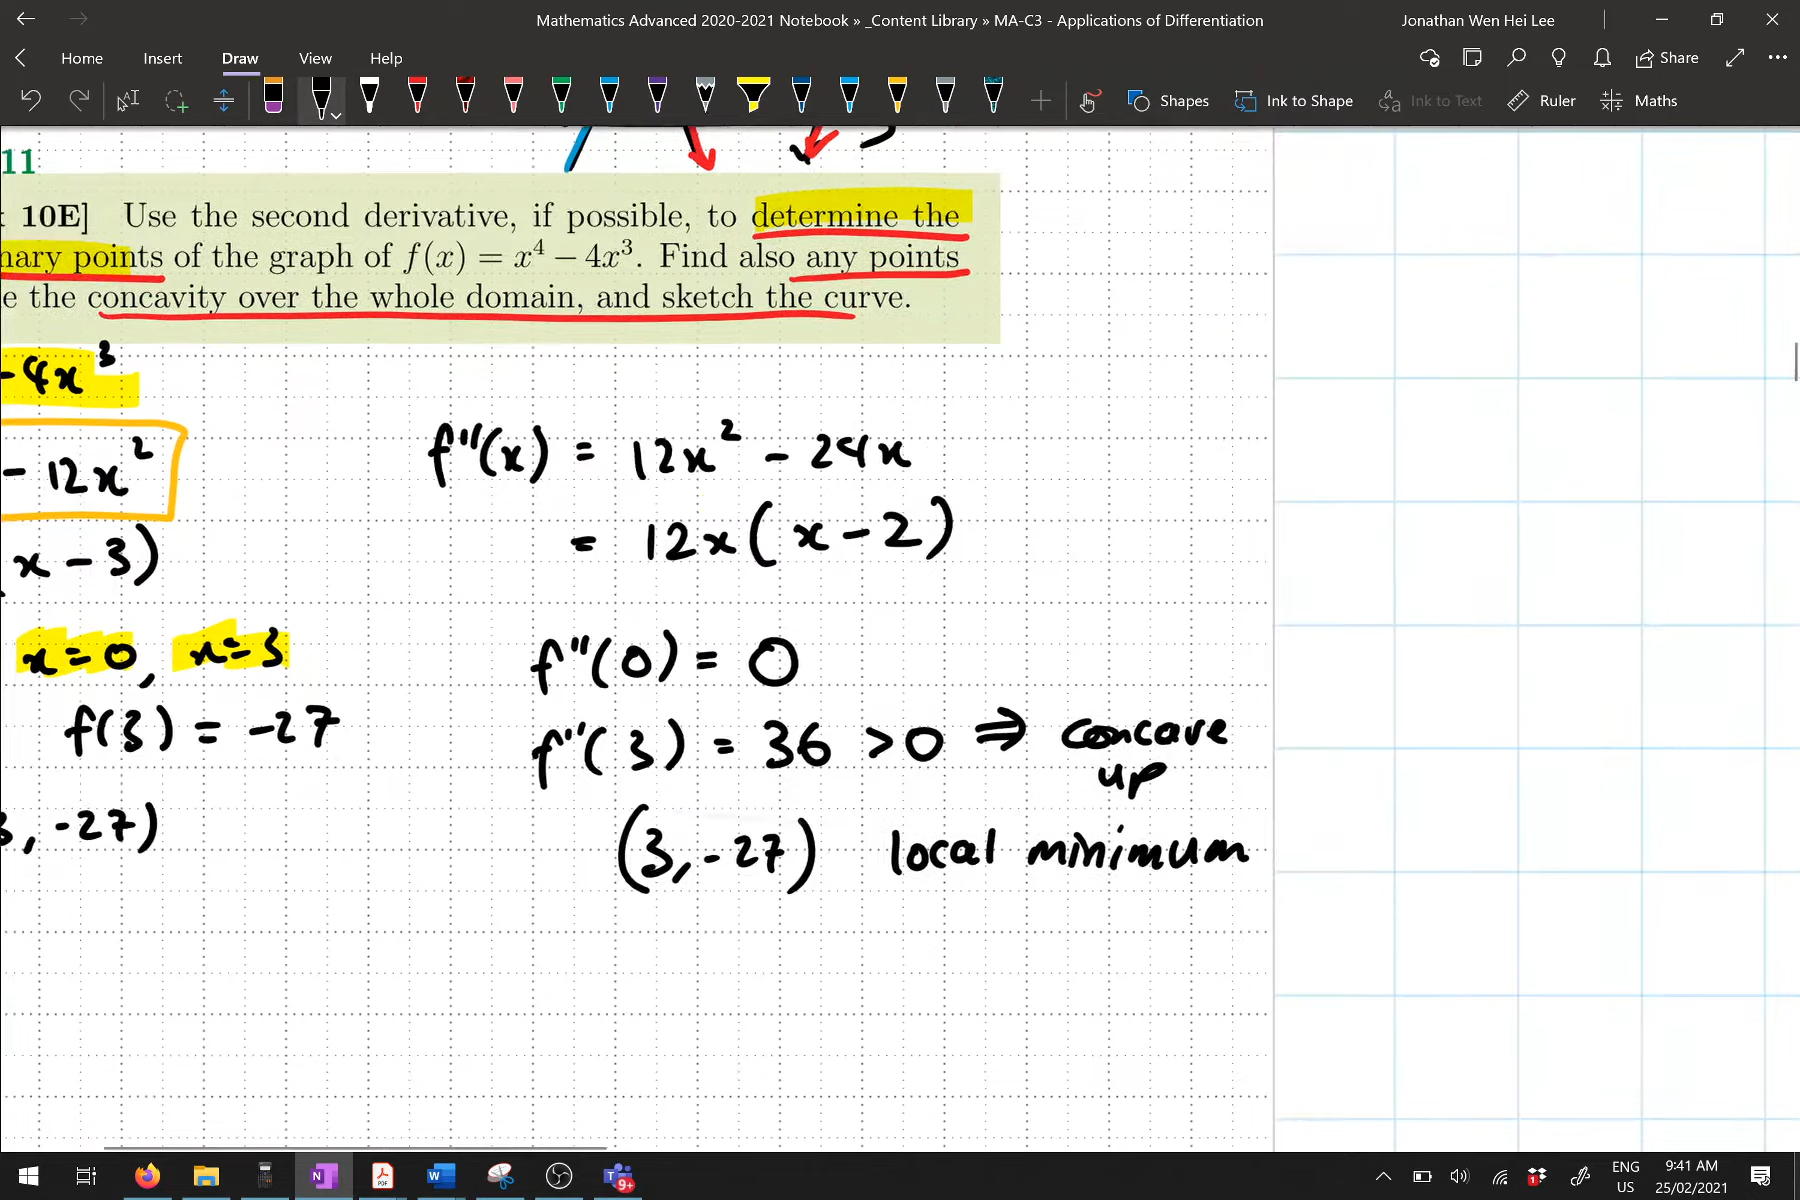 Mathematics Advanced 2020-2021 Notebook » _Content Library » MA-C3 - Applications of Differentiation
Jonathan Wen Hei Lee
Home Insert Draw View Help
Share
Shapes Ink to Shape Ink to Text Ruler Maths
11
10E] Use the second derivative, if possible, to determine the
nary points of the graph of f(x) = x⁴ − 4x³. Find also any points
e the concavity over the whole domain, and sketch the curve.
-4x³
- 12x²
x - 3)
x=0, x=3
f(3) = -27
3, -27)
f''(x) = 12x² - 24x
= 12x(x-2)
f''(0) = 0
f''(3) = 36 >0 ⇒ concave
up
(3, -27) local minimum
ENG
US
9:41 AM
25/02/2021